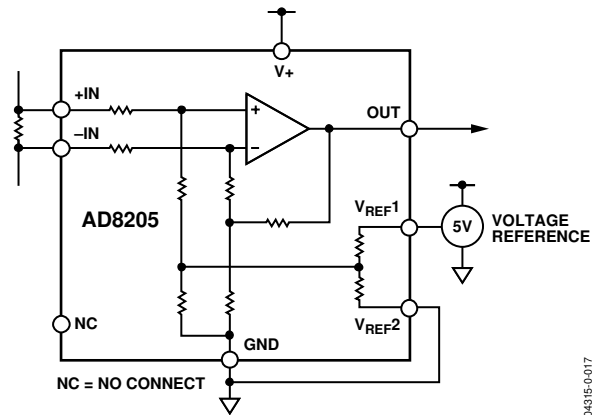 V+
+IN
–IN
OUT
AD8205
VREF1
5V
VOLTAGE
REFERENCE
NC
VREF2
GND
NC = NO CONNECT
04315-0-017